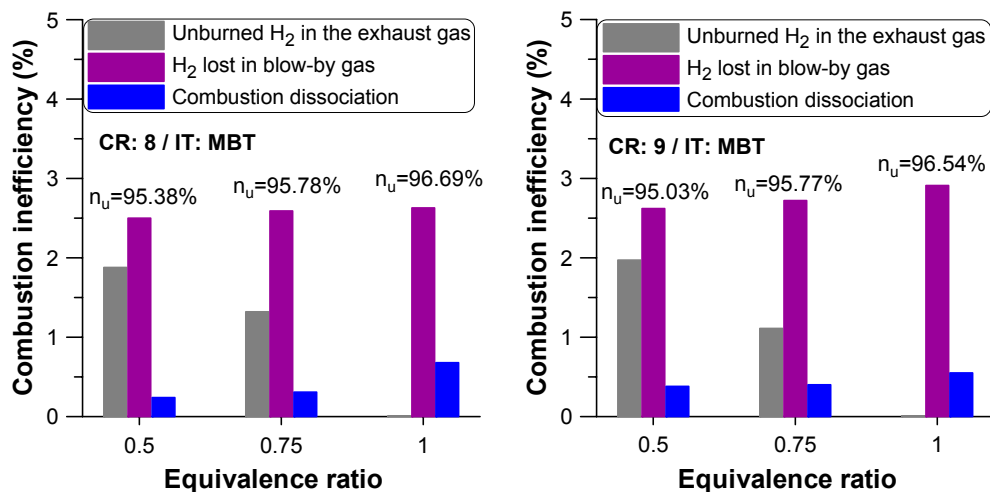 Combustion inefficiency (%)
5
4
3
2
1
0
Unburned H2 in the exhaust gas
H2 lost in blow-by gas
Combustion dissociation
CR: 8 / IT: MBT
nu=95.38%
nu=95.78%
nu=96.69%
0.5
0.75
1
Equivalence ratio
Combustion inefficiency (%)
5
4
3
2
1
0
Unburned H2 in the exhaust gas
H2 lost in blow-by gas
Combustion dissociation
CR: 9 / IT: MBT
nu=95.03%
nu=95.77%
nu=96.54%
0.5
0.75
1
Equivalence ratio